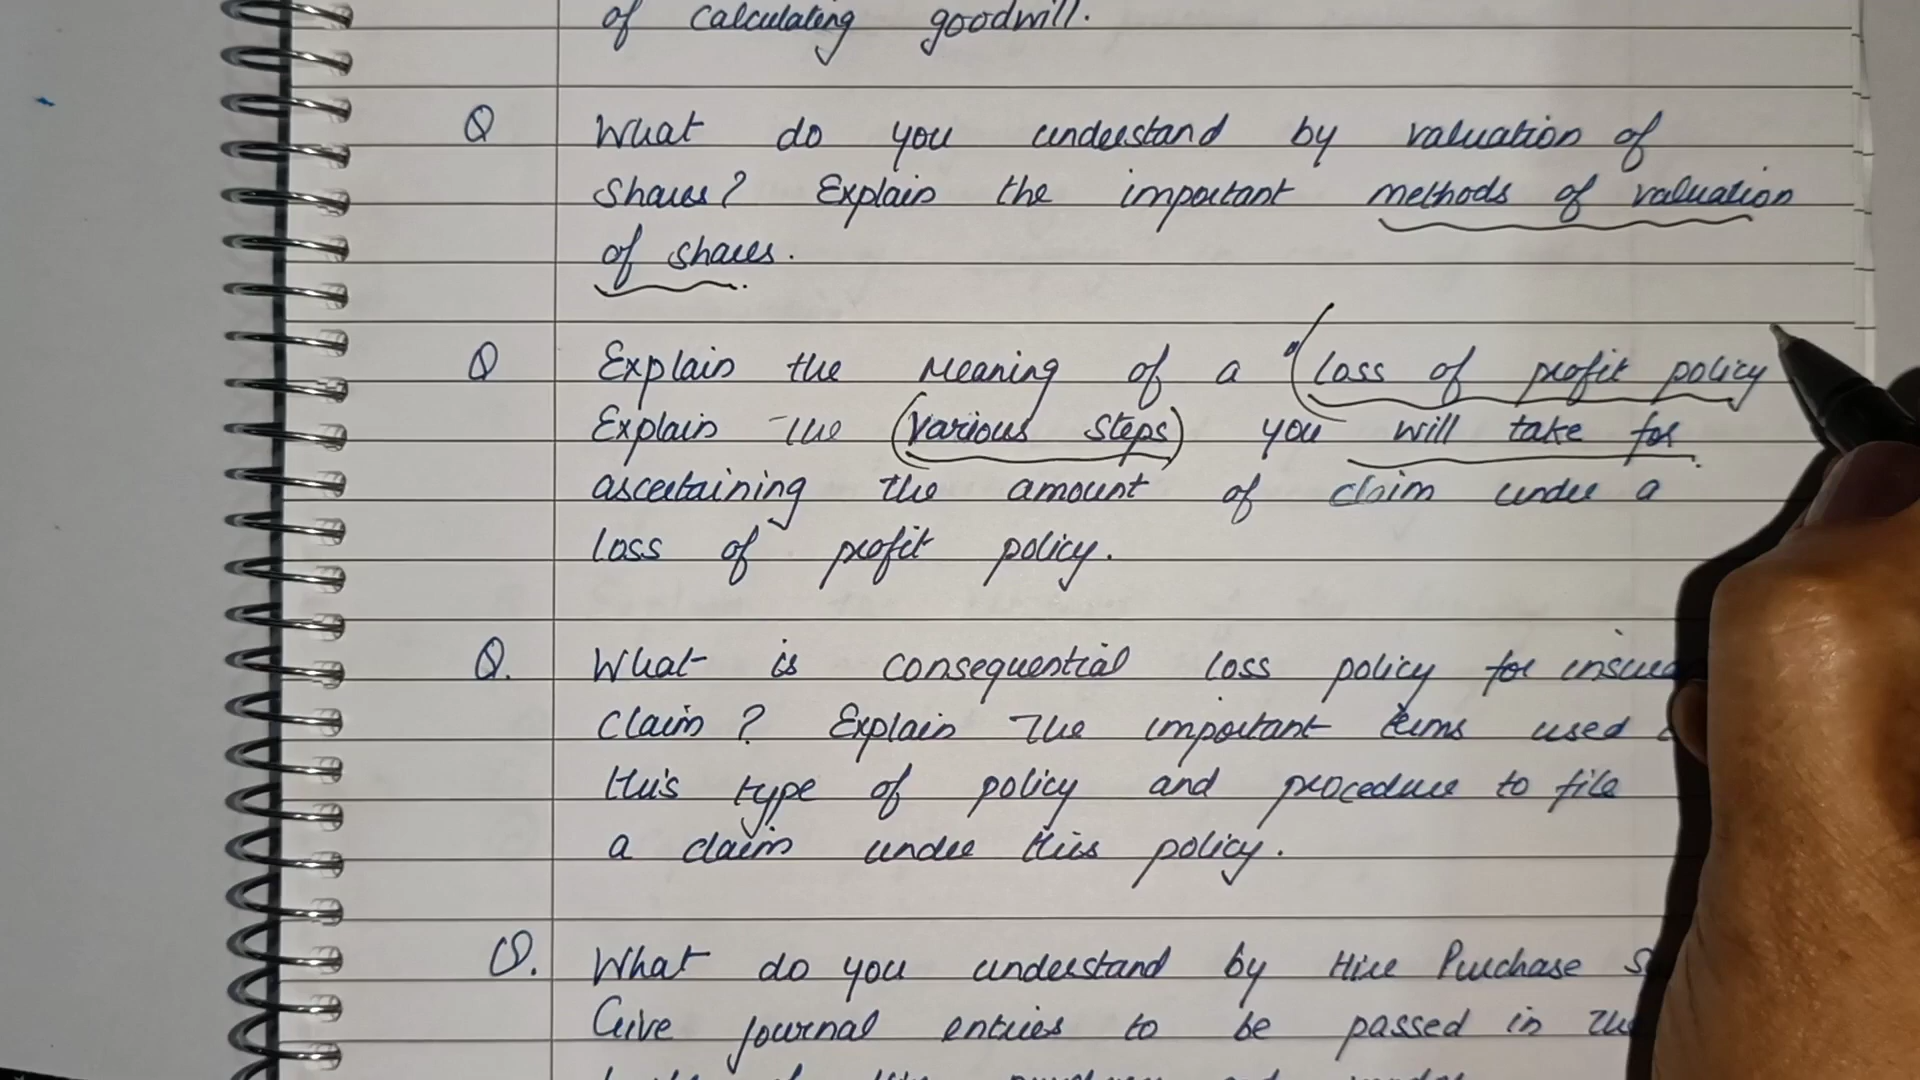 of calculating goodwill.
Q What do you understand by valuation of
shares? Explain the important methods of valuation
of shares.
Q Explain the Meaning of a "loss of profit policy
Explain the various steps you will take for
ascertaining the amount of claim under a
loss of profit policy.
Q. What is consequential loss policy for
claim? Explain The important terms used
this type of policy and procedure to file
a claim under this policy.
Q. What do you understand by Hire Purchase
Give journal entries to be passed in the